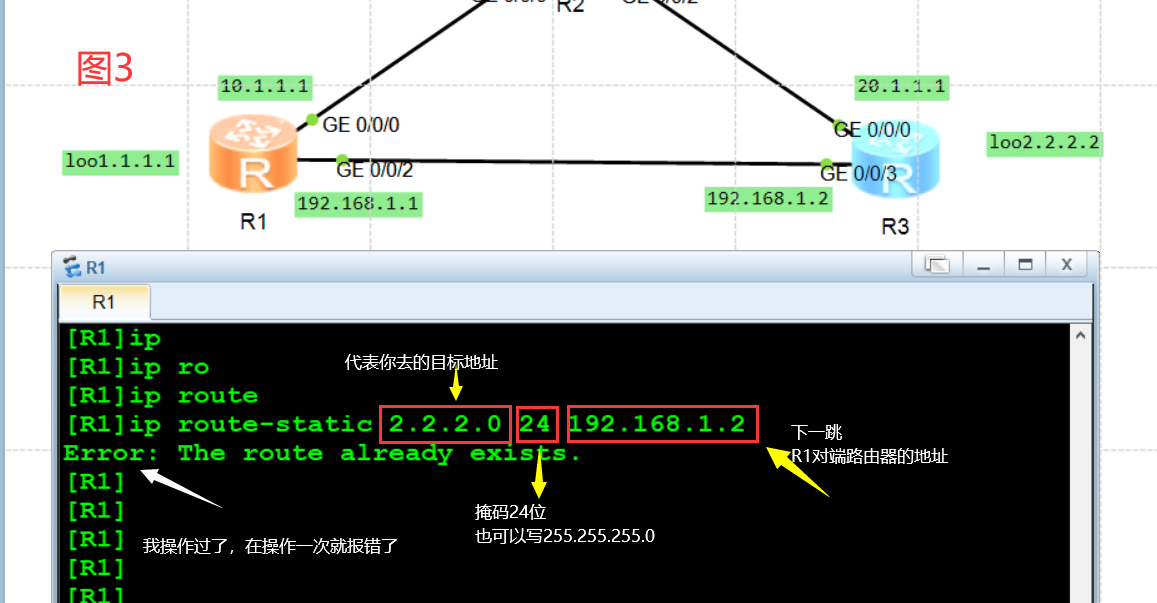 R2
图3
10.1.1.1
20.1.1.1
GE 0/0/0
GE 0/0/0
loo1.1.1.1
loo2.2.2.2
GE 0/0/2
GE 0/0/3
192.168.1.1
192.168.1.2
R
R
R1
R3
R1
R1
[R1]ip
[R1]ip ro
代表你去的目标地址
[R1]ip route
[R1]ip route-static 2.2.2.0 24 192.168.1.2
下一跳
R1对端路由器的地址
Error: The route already exists.
[R1]
[R1]
掩码24位
也可以写255.255.255.0
[R1]
我操作过了，在操作一次就报错了
[R1]
[R1]